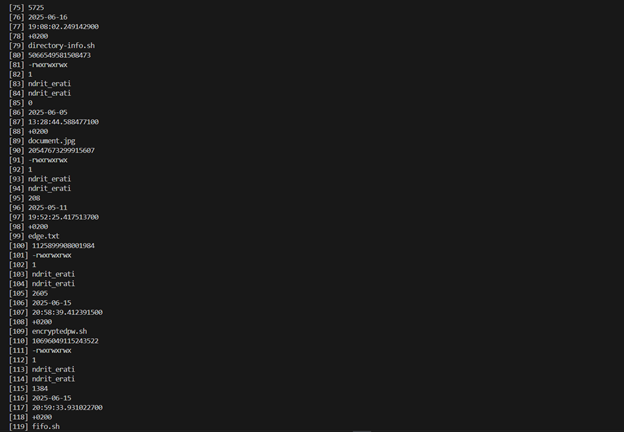 [75] 5725
[76] 2025-06-16
[77] 19:08:02.249142900
[78] +0200
[79] directory-info.sh
[80] 5066549581508473
[81] -rwxrwxrwx
[82] 1
[83] ndrit_erati
[84] ndrit_erati
[85] 0
[86] 2025-06-05
[87] 13:28:44.588477100
[88] +0200
[89] document.jpg
[90] 20547673299915607
[91] -rwxrwxrwx
[92] 1
[93] ndrit_erati
[94] ndrit_erati
[95] 208
[96] 2025-05-11
[97] 19:52:25.417513700
[98] +0200
[99] edge.txt
[100] 1125899908001984
[101] -rwxrwxrwx
[102] 1
[103] ndrit_erati
[104] ndrit_erati
[105] 2605
[106] 2025-06-15
[107] 20:58:39.412391500
[108] +0200
[109] encryptedpw.sh
[110] 10696049115243522
[111] -rwxrwxrwx
[112] 1
[113] ndrit_erati
[114] ndrit_erati
[115] 1384
[116] 2025-06-15
[117] 20:59:33.931022700
[118] +0200
[119] fifo.sh